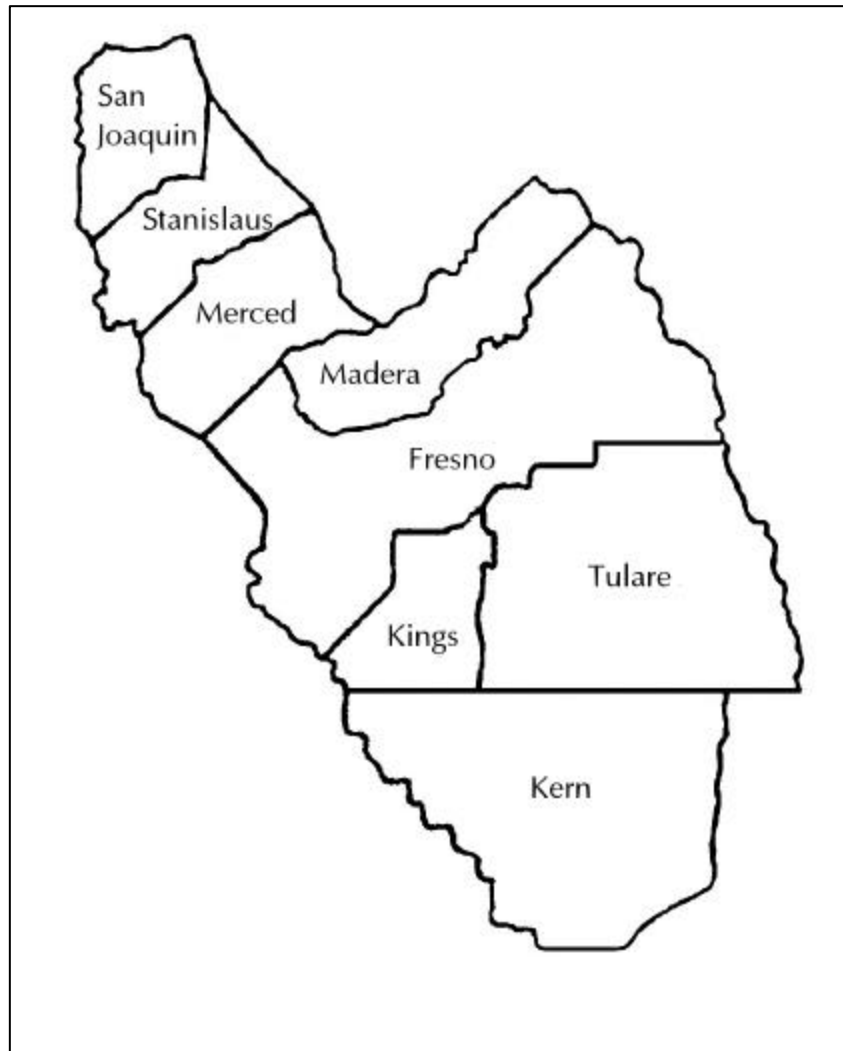 San
Joaquin
Stanislaus
Merced
Madera
Fresno
Tulare
Kings
Kern